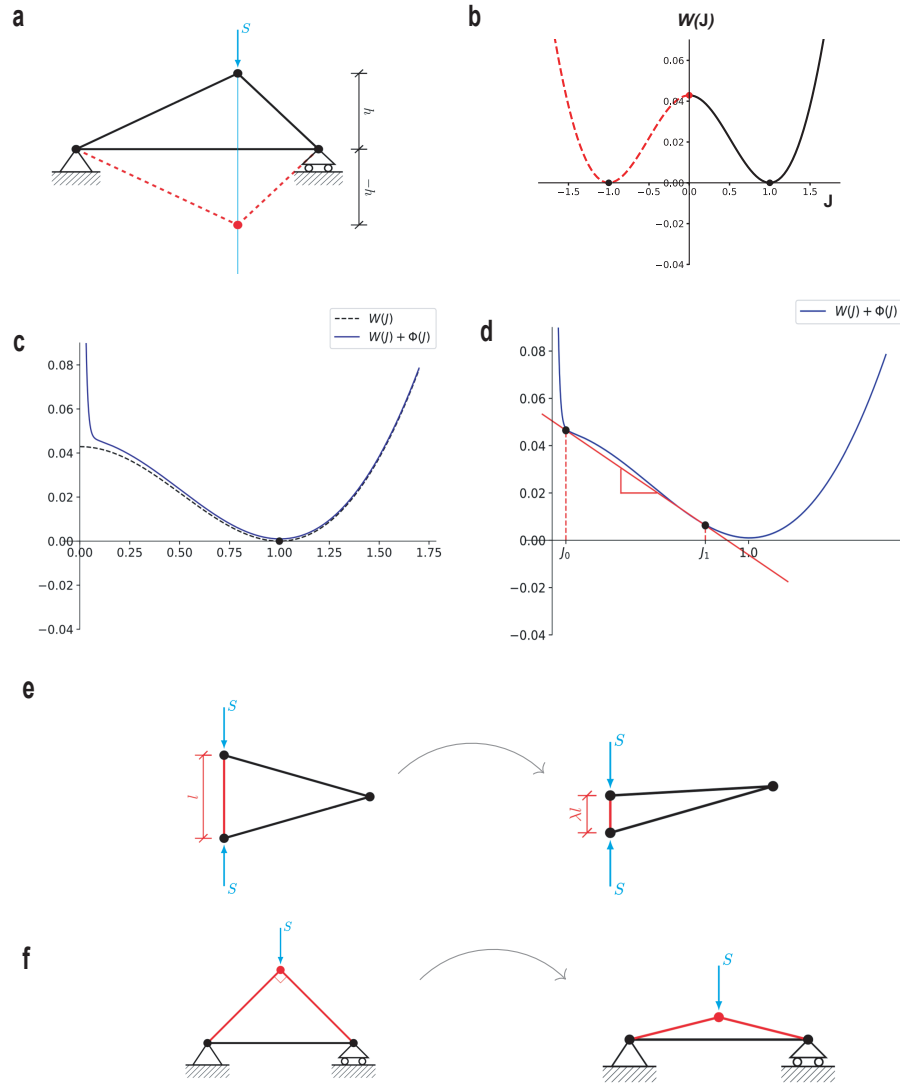 a
S
h
−h
b
W(J)
0.06
0.04
0.02
0.00
−0.02
−0.04
−1.5
−1.0
−0.5
0.0
0.5
1.0
1.5
J
c
W(J)
W(J) + Φ(J)
0.08
0.06
0.04
0.02
0.00
−0.02
−0.04
0.00
0.25
0.50
0.75
1.00
1.25
1.50
1.75
d
W(J) + Φ(J)
0.08
0.06
0.04
0.02
0.00
−0.02
−0.04
J0
J1
1.0
e
S
l
S
S
λl
S
f
S
S